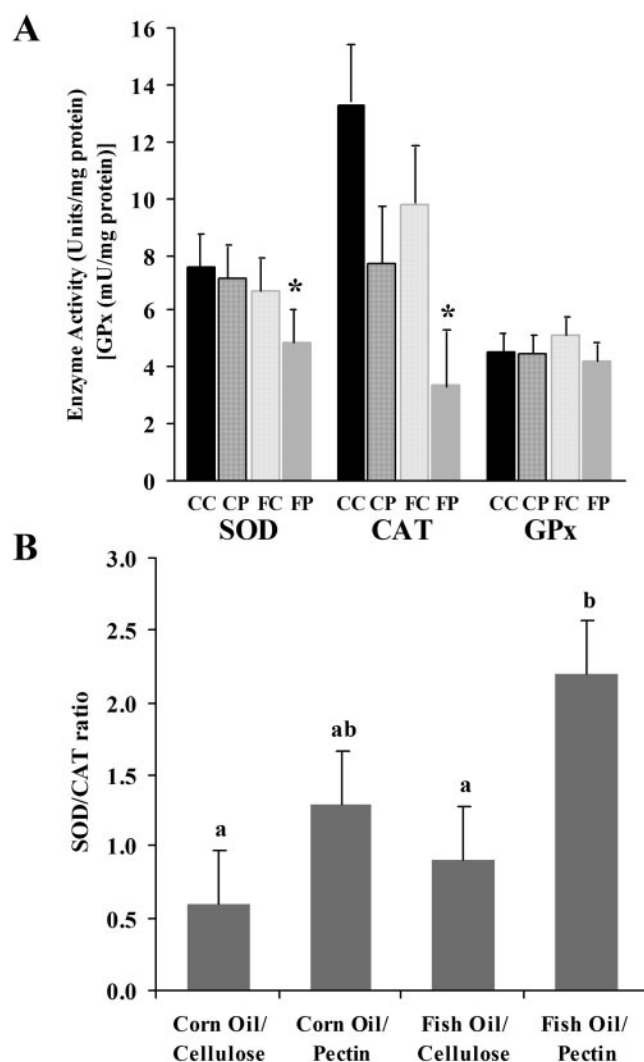 A
Enzyme Activity (Units/mg protein)
[GPx (mU/mg protein)]
16
14
12
10
8
6
4
2
0
*
*
CC CP FC FP CC CP FC FP CC CP FC FP
SOD CAT GPx
B
SOD/CAT ratio
3.0
2.5
2.0
1.5
1.0
0.5
0.0
a
ab
a
b
Corn Oil/ Corn Oil/ Fish Oil/ Fish Oil/
Cellulose Pectin Cellulose Pectin